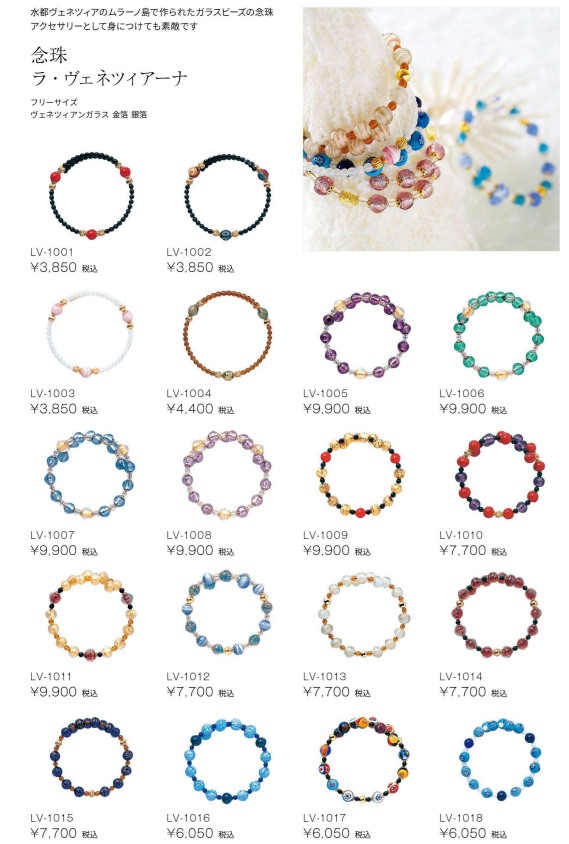 水都ヴェネツィアのムラーノ島で作られたガラスビーズの念珠
アクセサリーとして身につけても素敵です
念珠
ラ・ヴェネツィアーナ
フリーサイズ
ヴェネツィアンガラス 金箔 銀箔
LV-1001
¥3,850 税込
LV-1002
¥3,850 税込
LV-1003
¥3,850 税込
LV-1004
¥4,400 税込
LV-1005
¥9,900 税込
LV-1006
¥9,900 税込
LV-1007
¥9,900 税込
LV-1008
¥9,900 税込
LV-1009
¥9,900 税込
LV-1010
¥7,700 税込
LV-1011
¥9,900 税込
LV-1012
¥7,700 税込
LV-1013
¥7,700 税込
LV-1014
¥7,700 税込
LV-1015
¥7,700 税込
LV-1016
¥6,050 税込
LV-1017
¥6,050 税込
LV-1018
¥6,050 税込